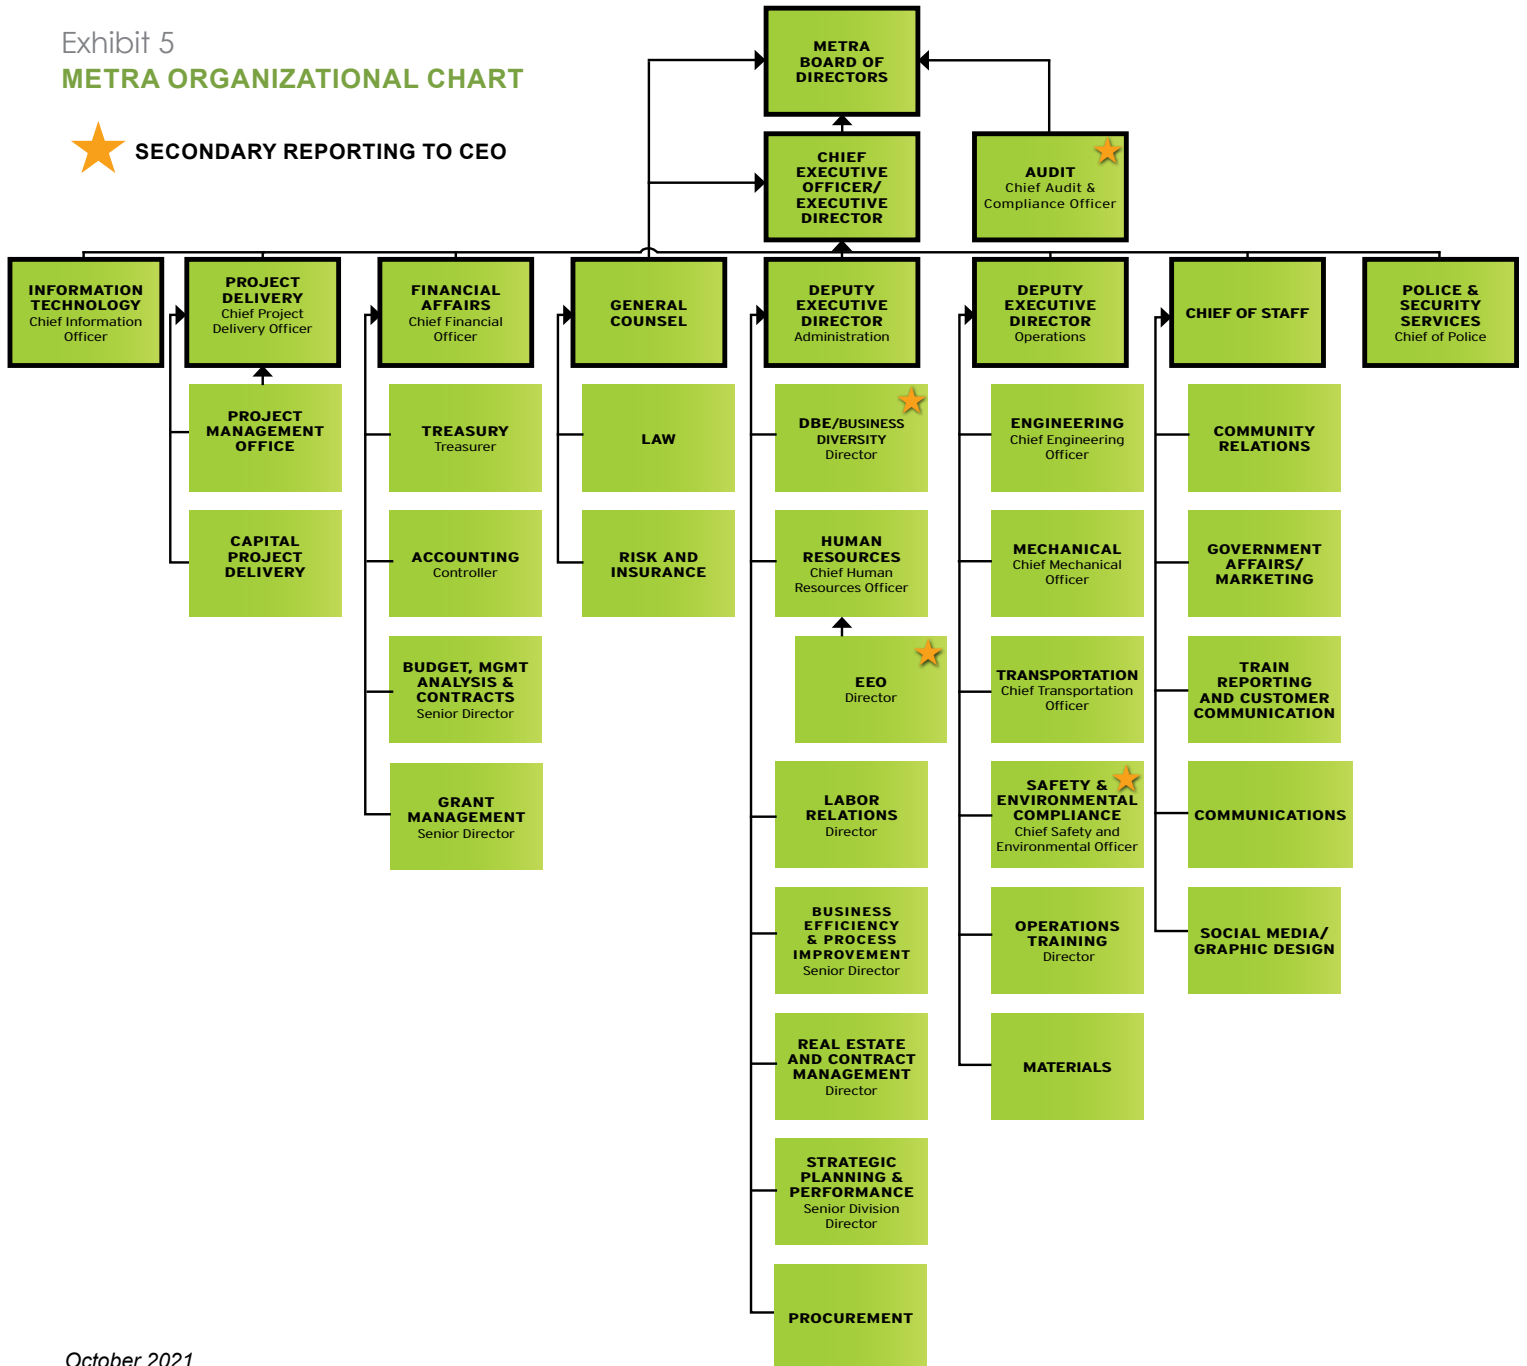 Exhibit 5
METRA ORGANIZATIONAL CHART
SECONDARY REPORTING TO CEO
METRA
BOARD OF
DIRECTORS
CHIEF
EXECUTIVE
OFFICER/
EXECUTIVE
DIRECTOR
AUDIT
Chief Audit &
Compliance Officer
INFORMATION
TECHNOLOGY
Chief Information
Officer
PROJECT
DELIVERY
Chief Project
Delivery Officer
FINANCIAL
AFFAIRS
Chief Financial
Officer
GENERAL
COUNSEL
DEPUTY
EXECUTIVE
DIRECTOR
Administration
DEPUTY
EXECUTIVE
DIRECTOR
Operations
CHIEF OF STAFF
POLICE &
SECURITY
SERVICES
Chief of Police
PROJECT
MANAGEMENT
OFFICE
CAPITAL
PROJECT
DELIVERY
TREASURY
Treasurer
ACCOUNTING
Controller
BUDGET, MGMT
ANALYSIS &
CONTRACTS
Senior Director
GRANT
MANAGEMENT
Senior Director
LAW
RISK AND
INSURANCE
DBE/BUSINESS
DIVERSITY
Director
HUMAN
RESOURCES
Chief Human
Resources Officer
EEO
Director
LABOR
RELATIONS
Director
BUSINESS
EFFICIENCY
& PROCESS
IMPROVEMENT
Senior Director
REAL ESTATE
AND CONTRACT
MANAGEMENT
Director
STRATEGIC
PLANNING &
PERFORMANCE
Senior Division
Director
PROCUREMENT
ENGINEERING
Chief Engineering
Officer
MECHANICAL
Chief Mechanical
Officer
TRANSPORTATION
Chief Transportation
Officer
SAFETY &
ENVIRONMENTAL
COMPLIANCE
Chief Safety and
Environmental Officer
OPERATIONS
TRAINING
Director
MATERIALS
COMMUNITY
RELATIONS
GOVERNMENT
AFFAIRS/
MARKETING
TRAIN
REPORTING
AND CUSTOMER
COMMUNICATION
COMMUNICATIONS
SOCIAL MEDIA/
GRAPHIC DESIGN
October 2021